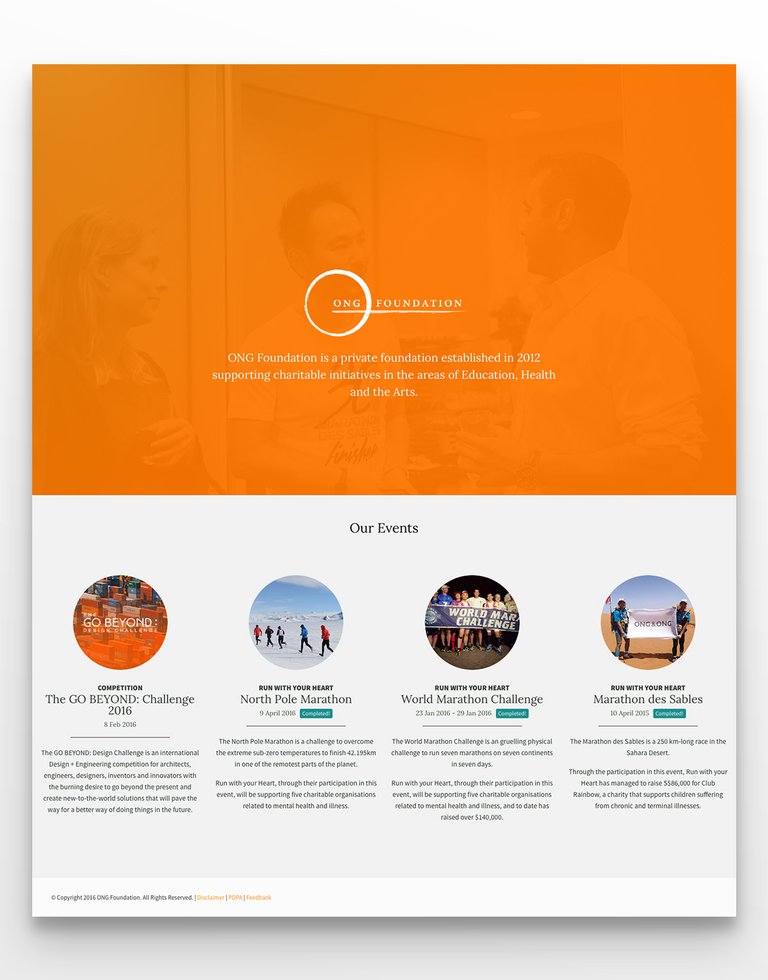 ONG FOUNDATION
ONG Foundation is a private foundation established in 2012
supporting charitable initiatives in the areas of Education, Health
and the Arts.
finisher
Our Events
THE
GO BEYOND:
DESIGN CHALLENGE
WORLD MAR
CHALLENGE
ONG&ONG
COMPETITION
The GO BEYOND: Challenge
2016
8 Feb 2016
The GO BEYOND: Design Challenge is an international
Design + Engineering competition for architects,
engineers, designers, inventors and innovators with
the burning desire to go beyond the present and
create new-to-the-world solutions that will pave the
way for a better way of doing things in the future.
RUN WITH YOUR HEART
North Pole Marathon
9 April 2016 Completed!
The North Pole Marathon is a challenge to overcome
the extreme sub-zero temperatures to finish 42.195km
in one of the remotest parts of the planet.
Run with your Heart, through their participation in this
event, will be supporting five charitable organisations
related to mental health and illness.
RUN WITH YOUR HEART
World Marathon Challenge
23 Jan 2016 - 29 Jan 2016 Completed!
The World Marathon Challenge is an gruelling physical
challenge to run seven marathons on seven continents
in seven days.
Run with your Heart, through their participation in this
event, will be supporting five charitable organisations
related to mental health and illness, and to date has
raised over $140,000.
RUN WITH YOUR HEART
Marathon des Sables
10 April 2015 Completed!
The Marathon des Sables is a 250 km-long race in the
Sahara Desert.
Through the participation in this event, Run with your
Heart has managed to raise S$86,000 for Club
Rainbow, a charity that supports children suffering
from chronic and terminal illnesses.
© Copyright 2016 ONG Foundation. All Rights Reserved. | Disclaimer | PDPA | Feedback